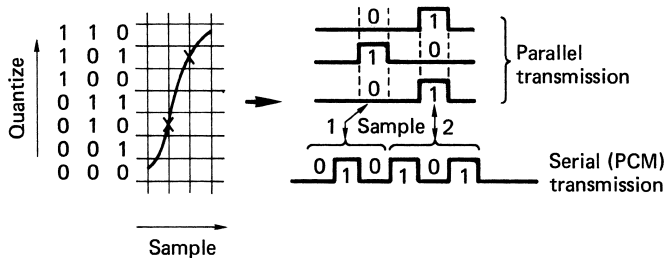 Quantize
1 1 0
1 0 1
1 0 0
0 1 1
0 1 0
0 0 1
0 0 0
Sample
0 1
1 0
0 1
Parallel
transmission
1 Sample 2
0 1 0 1 0 1
Serial (PCM)
transmission